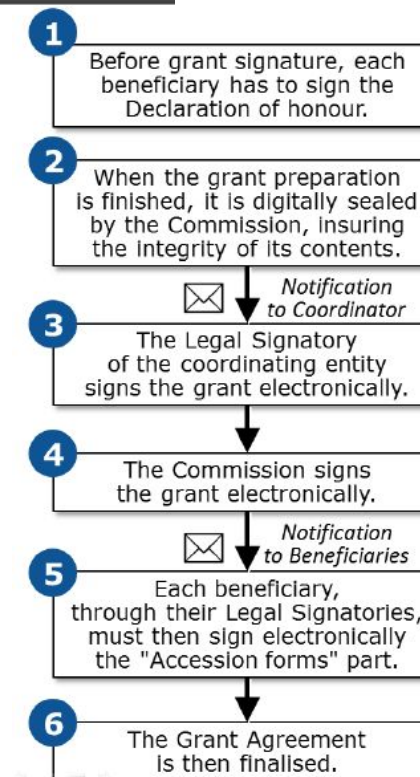 1
Before grant signature, each
beneficiary has to sign the
Declaration of honour.
2
When the grant preparation
is finished, it is digitally sealed
by the Commission, insuring
the integrity of its contents.
Notification
to Coordinator
3
The Legal Signatory
of the coordinating entity
signs the grant electronically.
4
The Commission signs
the grant electronically.
Notification
to Beneficiaries
5
Each beneficiary,
through their Legal Signatories,
must then sign electronically
the "Accession forms" part.
6
The Grant Agreement
is then finalised.